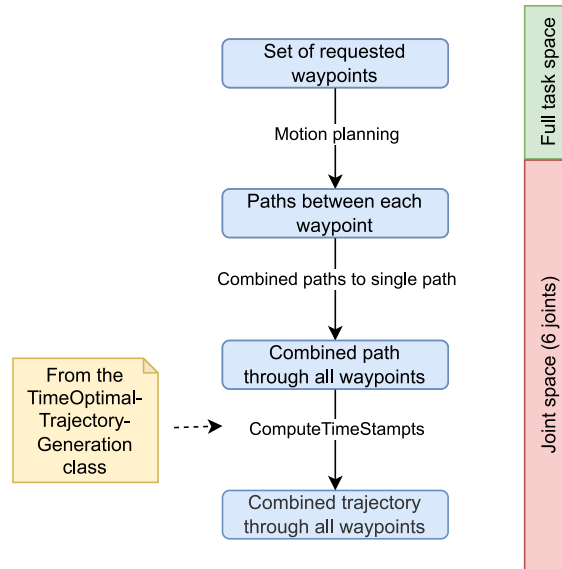 Set of requested
waypoints
Full task space
Motion planning
Paths between each
waypoint
Combined paths to single path
Joint space (6 joints)
Combined path
through all waypoints
From the
TimeOptimal-
Trajectory-
Generation
class
ComputeTimeStampts
Combined trajectory
through all waypoints